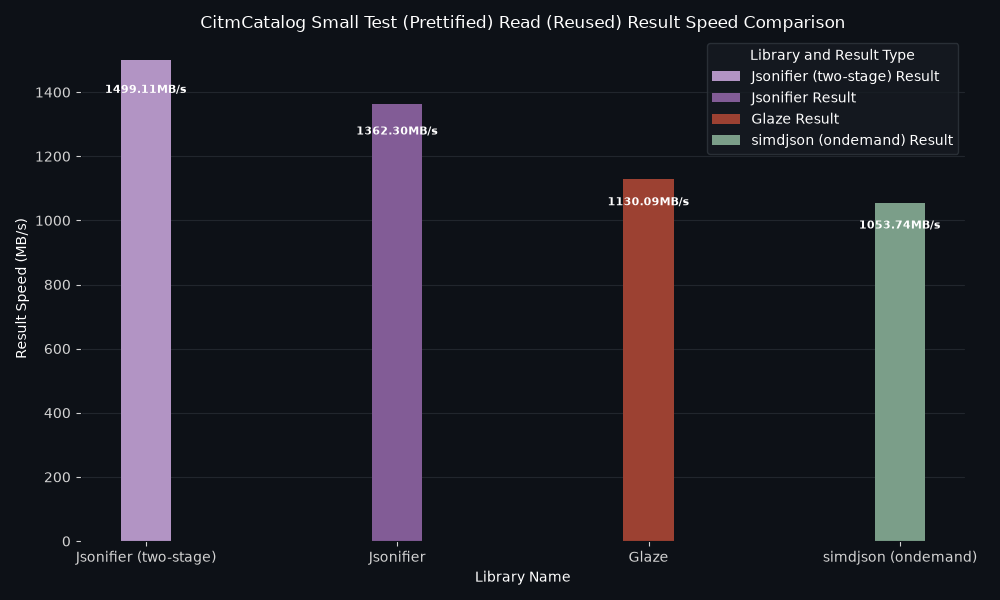 CitmCatalog Small Test (Prettified) Read (Reused) Result Speed Comparison
Library and Result Type
Jsonifier (two-stage) Result
Jsonifier Result
Glaze Result
simdjson (ondemand) Result
Result Speed (MB/s)
1400
1200
1000
800
600
400
200
0
1499.11MB/s
1362.30MB/s
1130.09MB/s
1053.74MB/s
Jsonifier (two-stage)
Jsonifier
Glaze
simdjson (ondemand)
Library Name